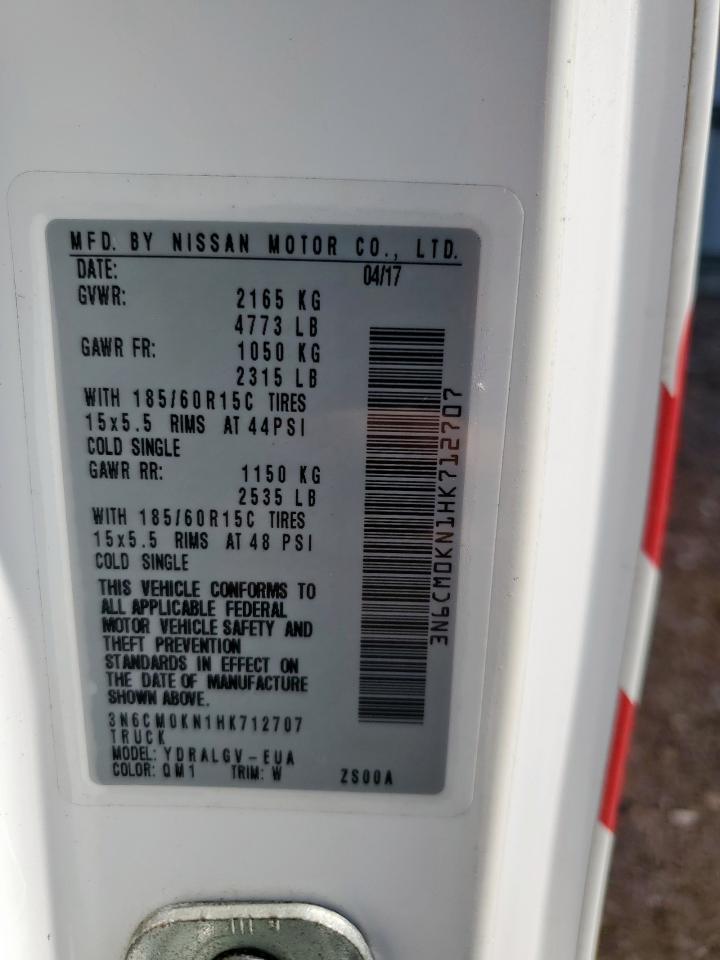 MFD. BY NISSAN MOTOR CO., LTD.
DATE: 04/17
GVWR: 2165 KG
4773 LB
GAWR FR: 1050 KG
2315 LB
WITH 185/60R15C TIRES
15x5.5 RIMS AT 44PSI
COLD SINGLE
GAWR RR: 1150 KG
2535 LB
WITH 185/60R15C TIRES
15x5.5 RIMS AT 48 PSI
COLD SINGLE
THIS VEHICLE CONFORMS TO
ALL APPLICABLE FEDERAL
MOTOR VEHICLE SAFETY AND
THEFT PREVENTION
STANDARDS IN EFFECT ON
THE DATE OF MANUFACTURE
SHOWN ABOVE.
3N6CM0KN1HK712707
TRUCK
MODEL: YDRALGV-EUA
COLOR: QM1 TRIM: W ZS00A
3N6CM0KN1HK712707